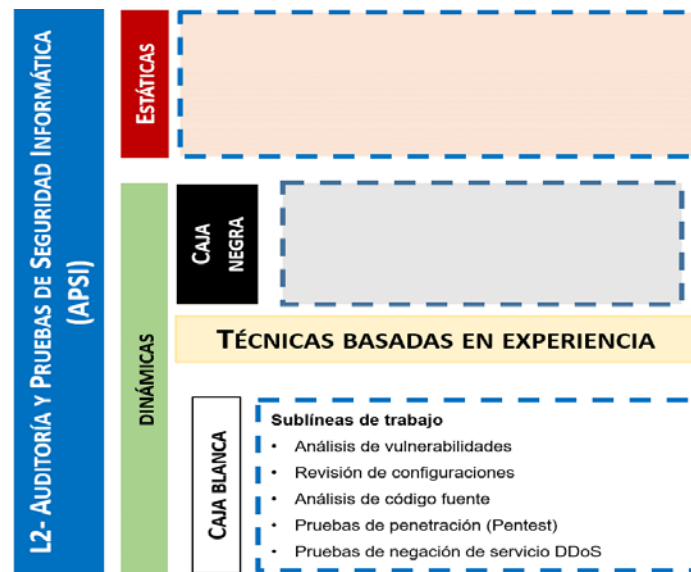 L2- AUDITORÍA Y PRUEBAS DE SEGURIDAD INFORMÁTICA
(APSI)
ESTÁTICAS
DINÁMICAS
CAJA
NEGRA
TÉCNICAS BASADAS EN EXPERIENCIA
CAJA BLANCA
Sublíneas de trabajo
• Análisis de vulnerabilidades
• Revisión de configuraciones
• Análisis de código fuente
• Pruebas de penetración (Pentest)
• Pruebas de negación de servicio DDoS